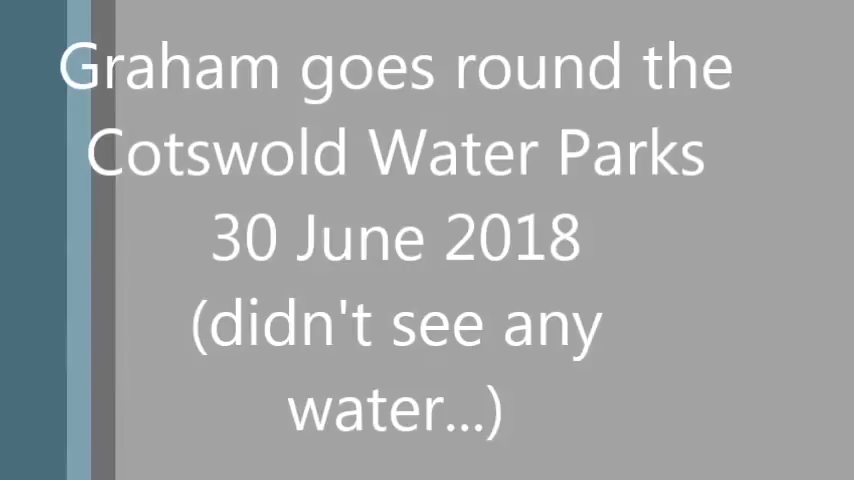 Graham goes round the
Cotswold Water Parks
30 June 2018
(didn't see any
water...)